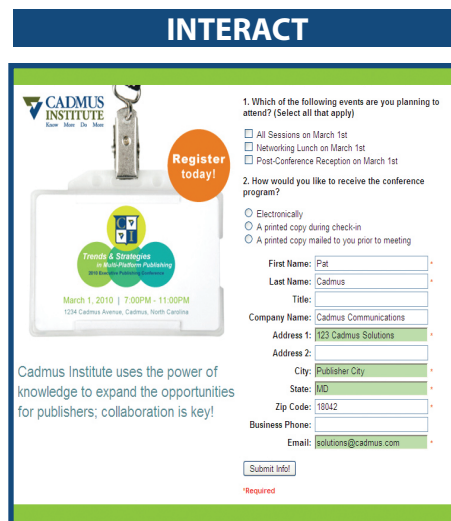 INTERACT
CADMUS
INSTITUTE
Know More Do More
Register
today!
C I
Trends & Strategies
in Multi-Platform Publishing
2010 Executive Publishing Conference
March 1, 2010 | 7:00PM - 11:00PM
1234 Cadmus Avenue, Cadmus, North Carolina
Cadmus Institute uses the power of
knowledge to expand the opportunities
for publishers; collaboration is key!
1. Which of the following events are you planning to
attend? (Select all that apply)
All Sessions on March 1st
Networking Lunch on March 1st
Post-Conference Reception on March 1st
2. How would you like to receive the conference
program?
Electronically
A printed copy during check-in
A printed copy mailed to you prior to meeting
First Name: Pat *
Last Name: Cadmus *
Title:
Company Name: Cadmus Communications
Address 1: 123 Cadmus Solutions *
Address 2:
City: Publisher City *
State: MD *
Zip Code: 18042 *
Business Phone:
Email: solutions@cadmus.com *
Submit Info!
*Required